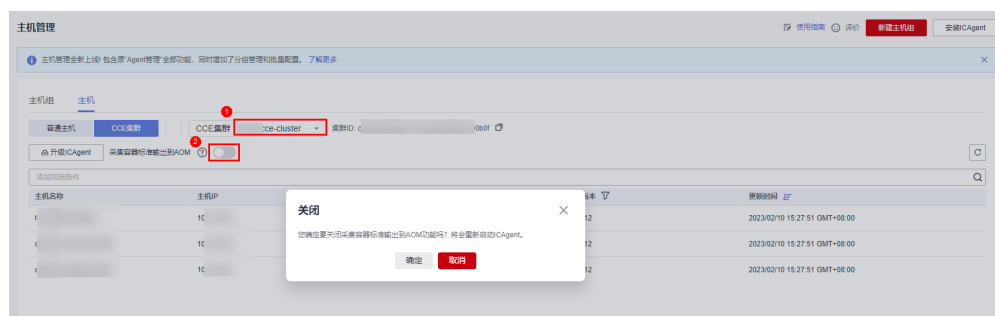 主机管理 使用指南 评价 新建主机组 安装ICAgent
主机管理全新上线! 包含原"Agent管理"全部功能，同时增加了分组管理和批量配置。 了解更多
主机组 主机
1
普通主机 CCE集群 CCE集群 cce-cluster 集群ID: c 0b0f
2
升级ICAgent 采集容器标准输出到AOM
添加筛选条件
主机名称 主机IP 版本 更新时间
10 12 2023/02/10 15:27:51 GMT+08:00
c 10 12 2023/02/10 15:27:51 GMT+08:00
c 10 12 2023/02/10 15:27:51 GMT+08:00
关闭
您确定要关闭采集容器标准输出到AOM功能吗？将会重新启动ICAgent。
确定 取消